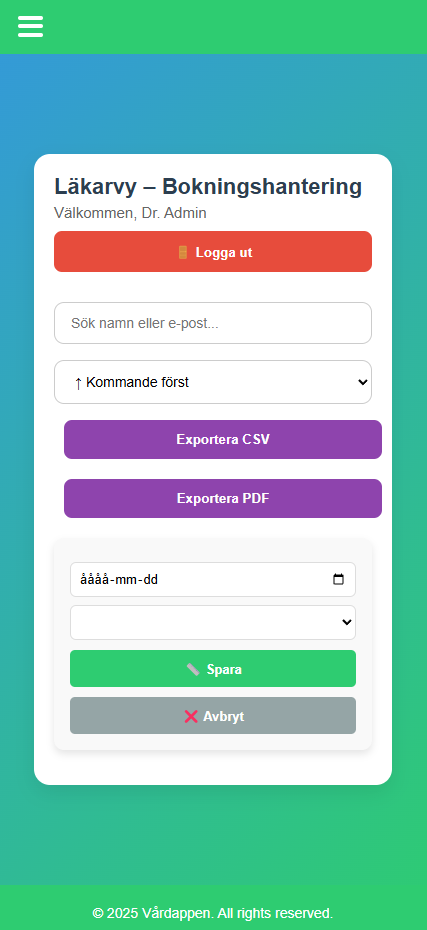 Läkarvy – Bokningshantering
Välkommen, Dr. Admin
Logga ut
Sök namn eller e-post...
↑ Kommande först
Exportera CSV
Exportera PDF
åååå-mm-dd
Spara
Avbryt
© 2025 Vårdappen. All rights reserved.